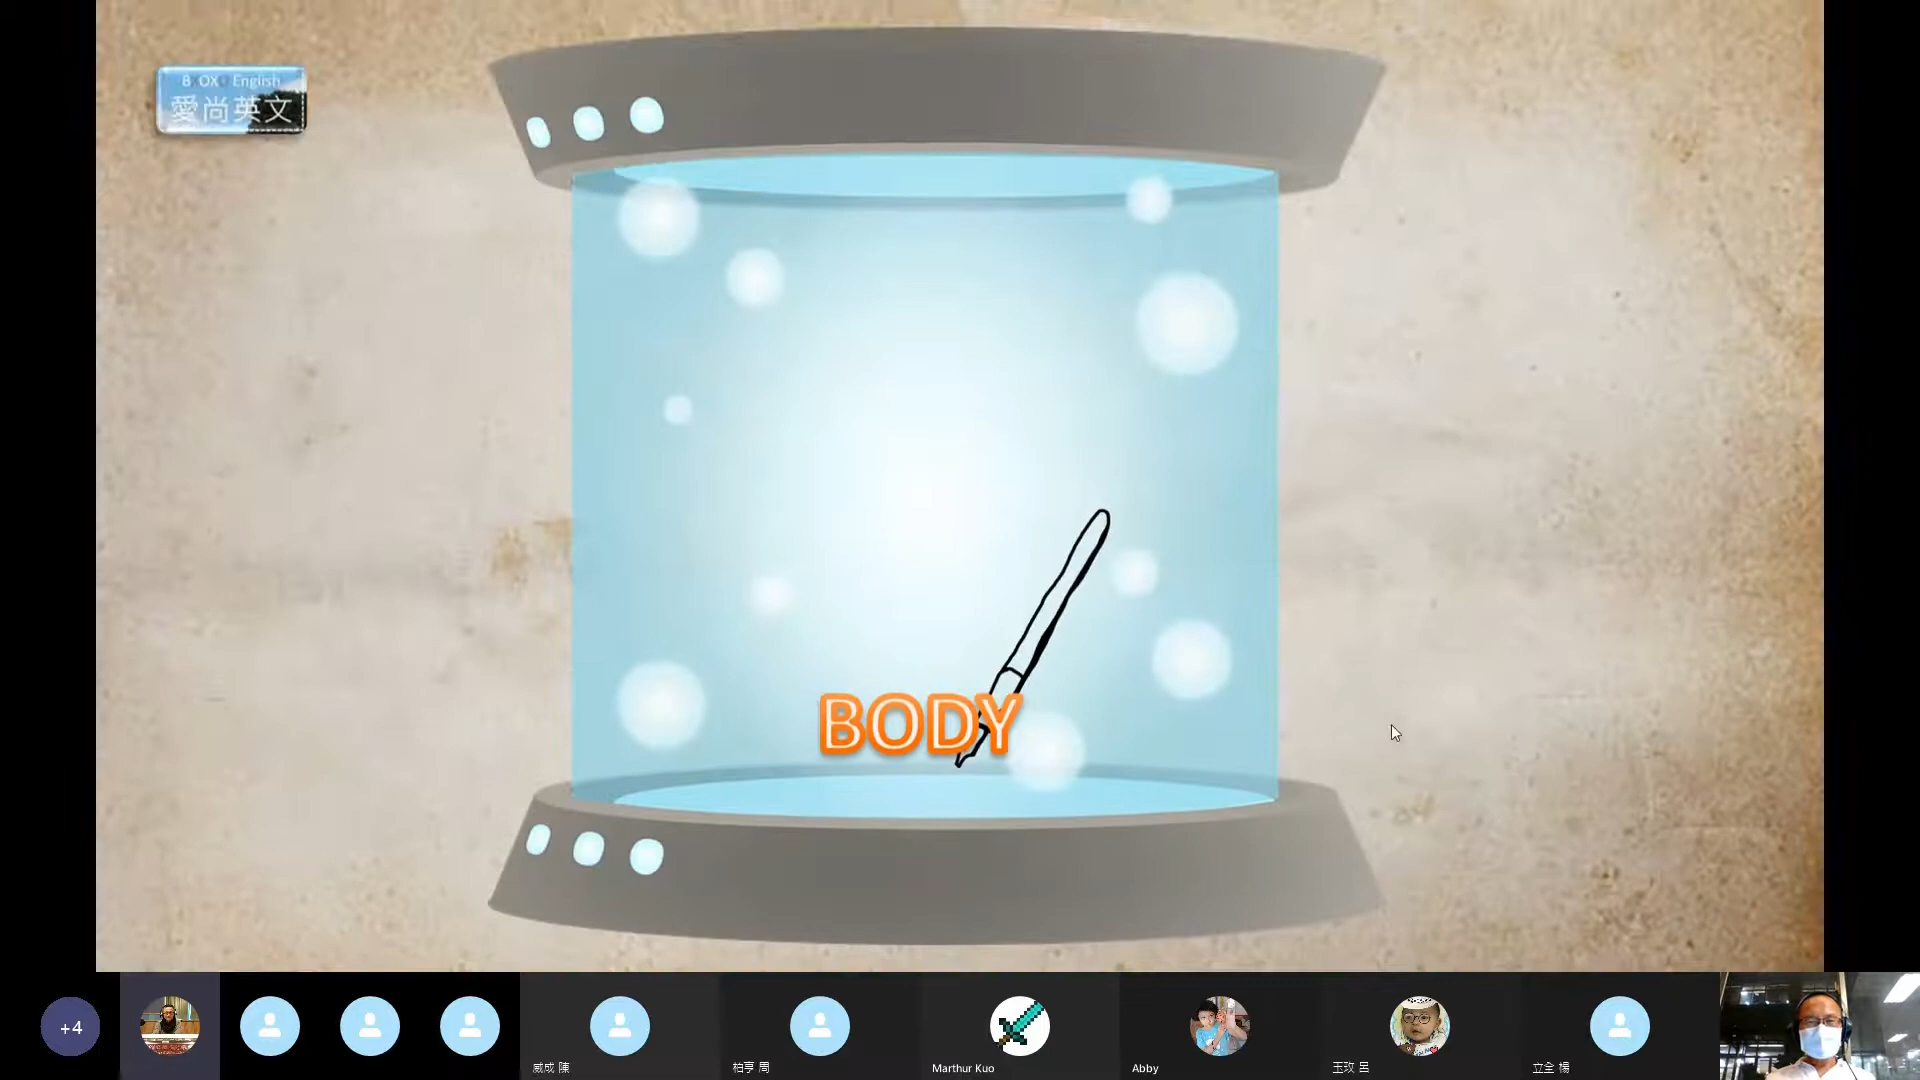 B OX English
愛尚英文
BODY
+4
威成 陳
柏亨 周
Marthur Kuo
Abby
玉玫 呂
立全 楊